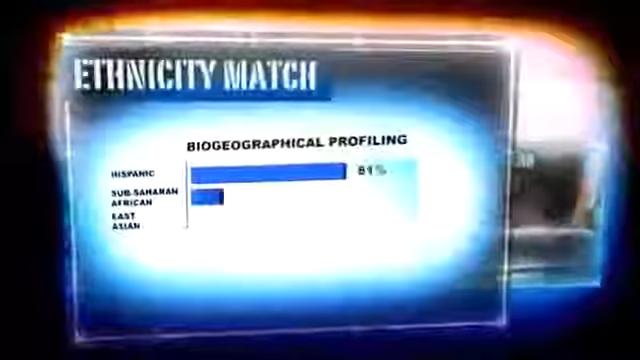 ETHNICITY MATCH
BIOGEOGRAPHICAL PROFILING
HISPANIC
81%
SUB-SAHARAN
AFRICAN
EAST
ASIAN